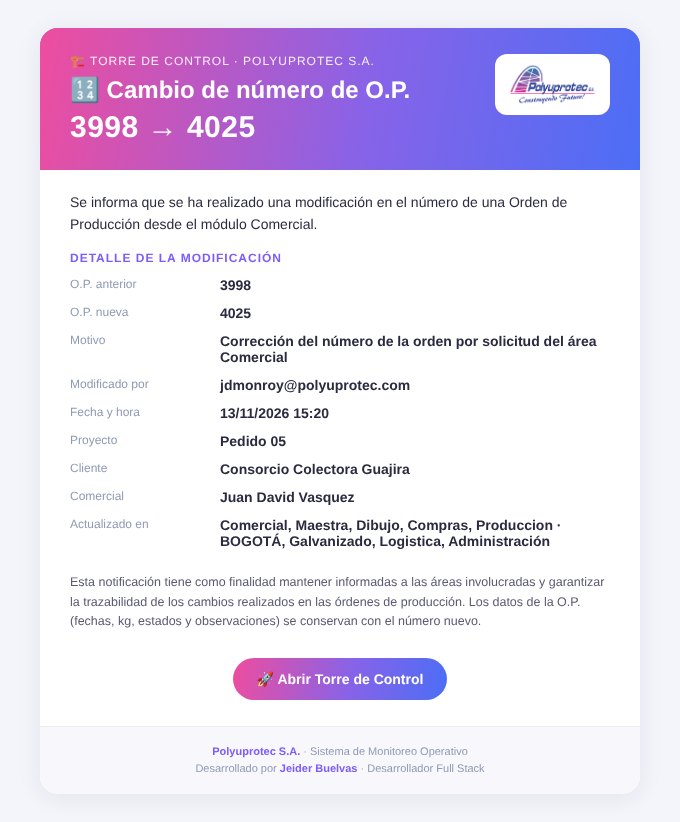 🏗️ TORRE DE CONTROL · POLYUPROTEC S.A.
🔢 Cambio de número de O.P.
3998 → 4025
Polyuprotec S.A.
Construyendo Futuro!
Se informa que se ha realizado una modificación en el número de una Orden de
Producción desde el módulo Comercial.
DETALLE DE LA MODIFICACIÓN
O.P. anterior 3998
O.P. nueva 4025
Motivo Corrección del número de la orden por solicitud del área
Comercial
Modificado por jdmonroy@polyuprotec.com
Fecha y hora 13/11/2026 15:20
Proyecto Pedido 05
Cliente Consorcio Colectora Guajira
Comercial Juan David Vasquez
Actualizado en Comercial, Maestra, Dibujo, Compras, Produccion ·
BOGOTÁ, Galvanizado, Logistica, Administración
Esta notificación tiene como finalidad mantener informadas a las áreas involucradas y garantizar
la trazabilidad de los cambios realizados en las órdenes de producción. Los datos de la O.P.
(fechas, kg, estados y observaciones) se conservan con el número nuevo.
🚀 Abrir Torre de Control
Polyuprotec S.A. · Sistema de Monitoreo Operativo
Desarrollado por Jeider Buelvas · Desarrollador Full Stack